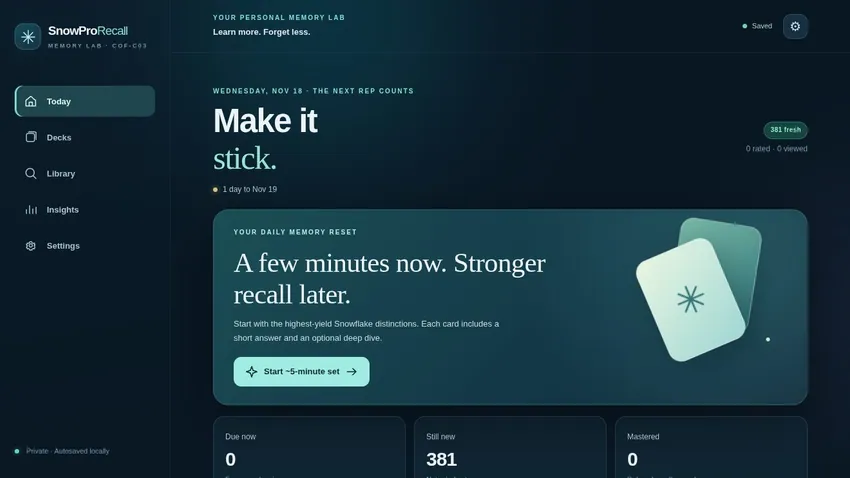 SnowProRecall
MEMORY LAB · COF-C03
Today
Decks
Library
Insights
Settings
Private · Autosaved locally
YOUR PERSONAL MEMORY LAB
Learn more. Forget less.
Saved
WEDNESDAY, NOV 18 · THE NEXT REP COUNTS
Make it
stick.
1 day to Nov 19
381 fresh
0 rated · 0 viewed
YOUR DAILY MEMORY RESET
A few minutes now. Stronger
recall later.
Start with the highest-yield Snowflake distinctions. Each card includes a
short answer and an optional deep dive.
Start ~5-minute set
Due now
0
Still new
381
Mastered
0